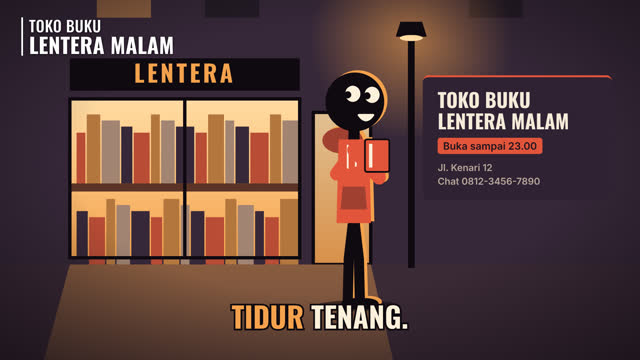 TOKO BUKU
LENTERA MALAM
LENTERA
TOKO BUKU
LENTERA MALAM
Buka sampai 23.00
Jl. Kenari 12
Chat 0812-3456-7890
TIDUR TENANG.